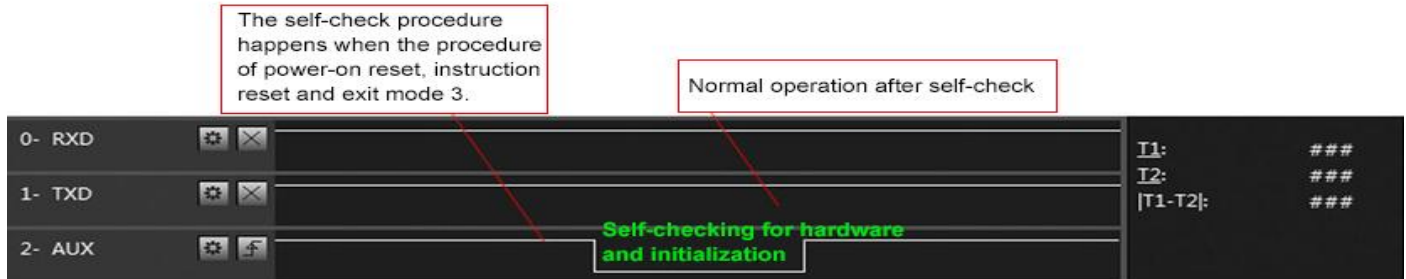 The self-check procedure
happens when the procedure
of power-on reset, instruction
reset and exit mode 3.
Normal operation after self-check
0- RXD
T1: ###
1- TXD
T2: ###
|T1-T2|: ###
Self-checking for hardware
and initialization
2- AUX